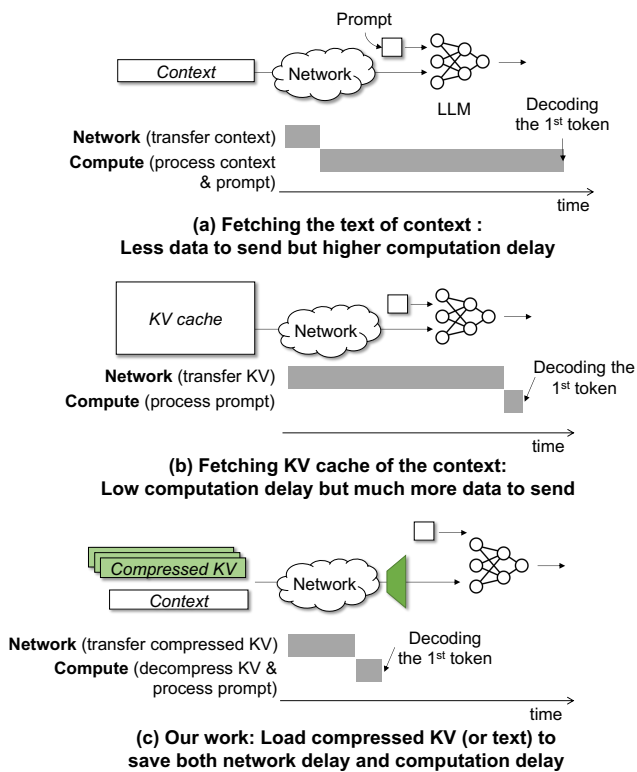 Prompt
Context
Network
LLM
Decoding
the 1st token
Network (transfer context)
Compute (process context
& prompt)
time
(a) Fetching the text of context :
Less data to send but higher computation delay
KV cache
Network
Network (transfer KV)
Decoding the
1st token
Compute (process prompt)
time
(b) Fetching KV cache of the context:
Low computation delay but much more data to send
Compressed KV
Network
Context
Network (transfer compressed KV)
Decoding
the 1st token
Compute (decompress KV &
process prompt)
time
(c) Our work: Load compressed KV (or text) to
save both network delay and computation delay